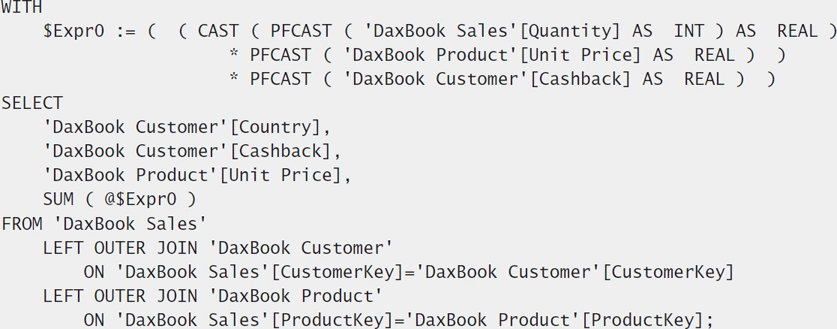 WITH
$Expr0 := ( ( CAST ( PFCAST ( 'DaxBook Sales'[Quantity] AS INT ) AS REAL )
* PFCAST ( 'DaxBook Product'[Unit Price] AS REAL ) )
* PFCAST ( 'DaxBook Customer'[Cashback] AS REAL ) )
SELECT
'DaxBook Customer'[Country],
'DaxBook Customer'[Cashback],
'DaxBook Product'[Unit Price],
SUM ( @$Expr0 )
FROM 'DaxBook Sales'
LEFT OUTER JOIN 'DaxBook Customer'
ON 'DaxBook Sales'[CustomerKey]='DaxBook Customer'[CustomerKey]
LEFT OUTER JOIN 'DaxBook Product'
ON 'DaxBook Sales'[ProductKey]='DaxBook Product'[ProductKey];